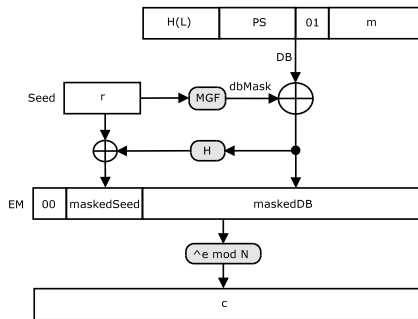 H(L) PS 01 m
DB
dbMask
Seed r MGF
H
EM 00 maskedSeed maskedDB
^e mod N
c